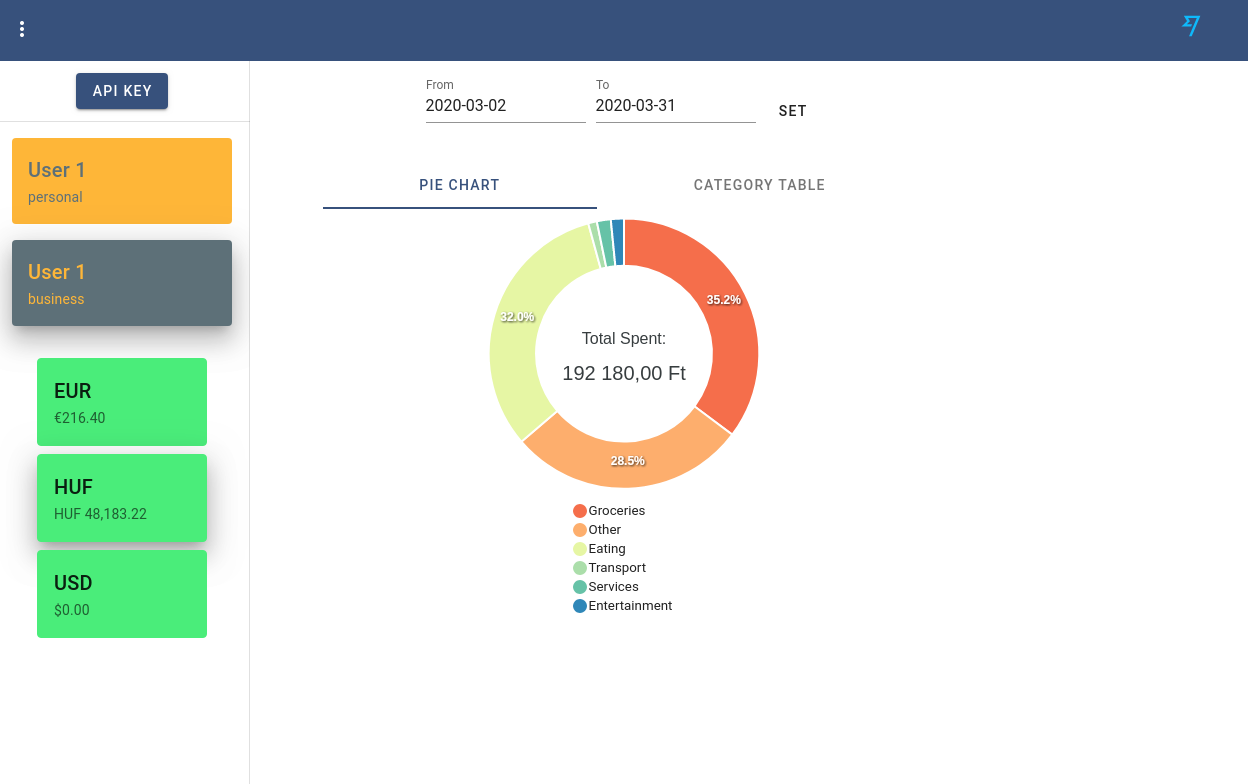 API KEY
User 1
personal
User 1
business
EUR
€216.40
HUF
HUF 48,183.22
USD
$0.00
From
2020-03-02
To
2020-03-31
SET
PIE CHART
CATEGORY TABLE
35.2%
32.0%
Total Spent:
192 180,00 Ft
28.5%
Groceries
Other
Eating
Transport
Services
Entertainment